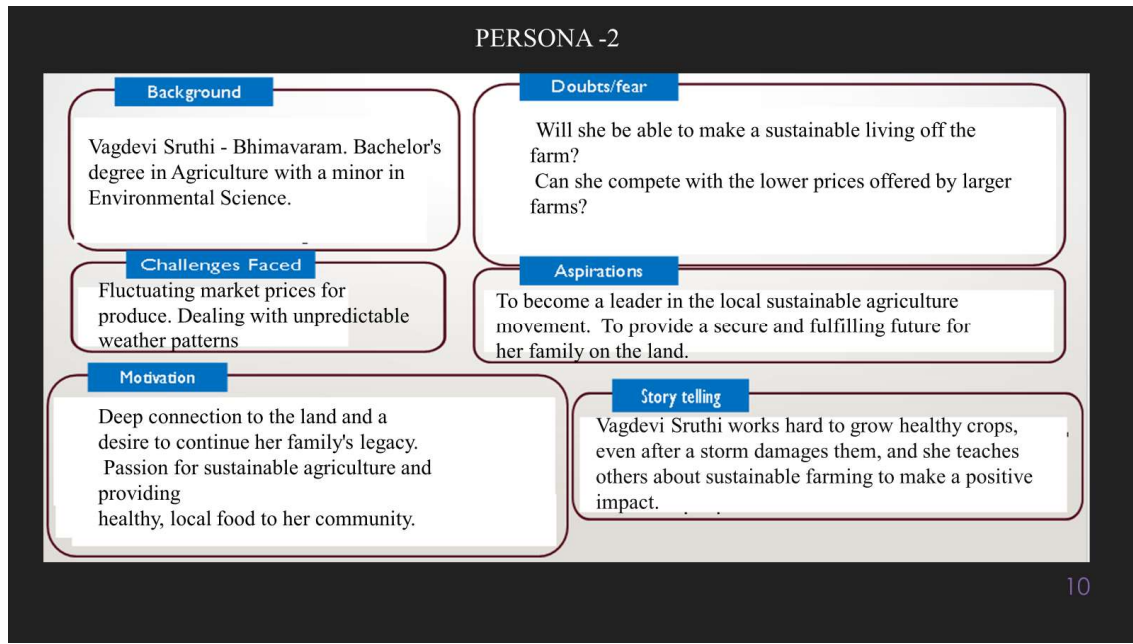 PERSONA -2
Background
Vagdevi Sruthi - Bhimavaram. Bachelor's
degree in Agriculture with a minor in
Environmental Science.
Doubts/fear
Will she be able to make a sustainable living off the
farm?
Can she compete with the lower prices offered by larger
farms?
Challenges Faced
Fluctuating market prices for
produce. Dealing with unpredictable
weather patterns
Aspirations
To become a leader in the local sustainable agriculture
movement. To provide a secure and fulfilling future for
her family on the land.
Motivation
Deep connection to the land and a
desire to continue her family's legacy.
Passion for sustainable agriculture and
providing
healthy, local food to her community.
Story telling
Vagdevi Sruthi works hard to grow healthy crops,
even after a storm damages them, and she teaches
others about sustainable farming to make a positive
impact.
10